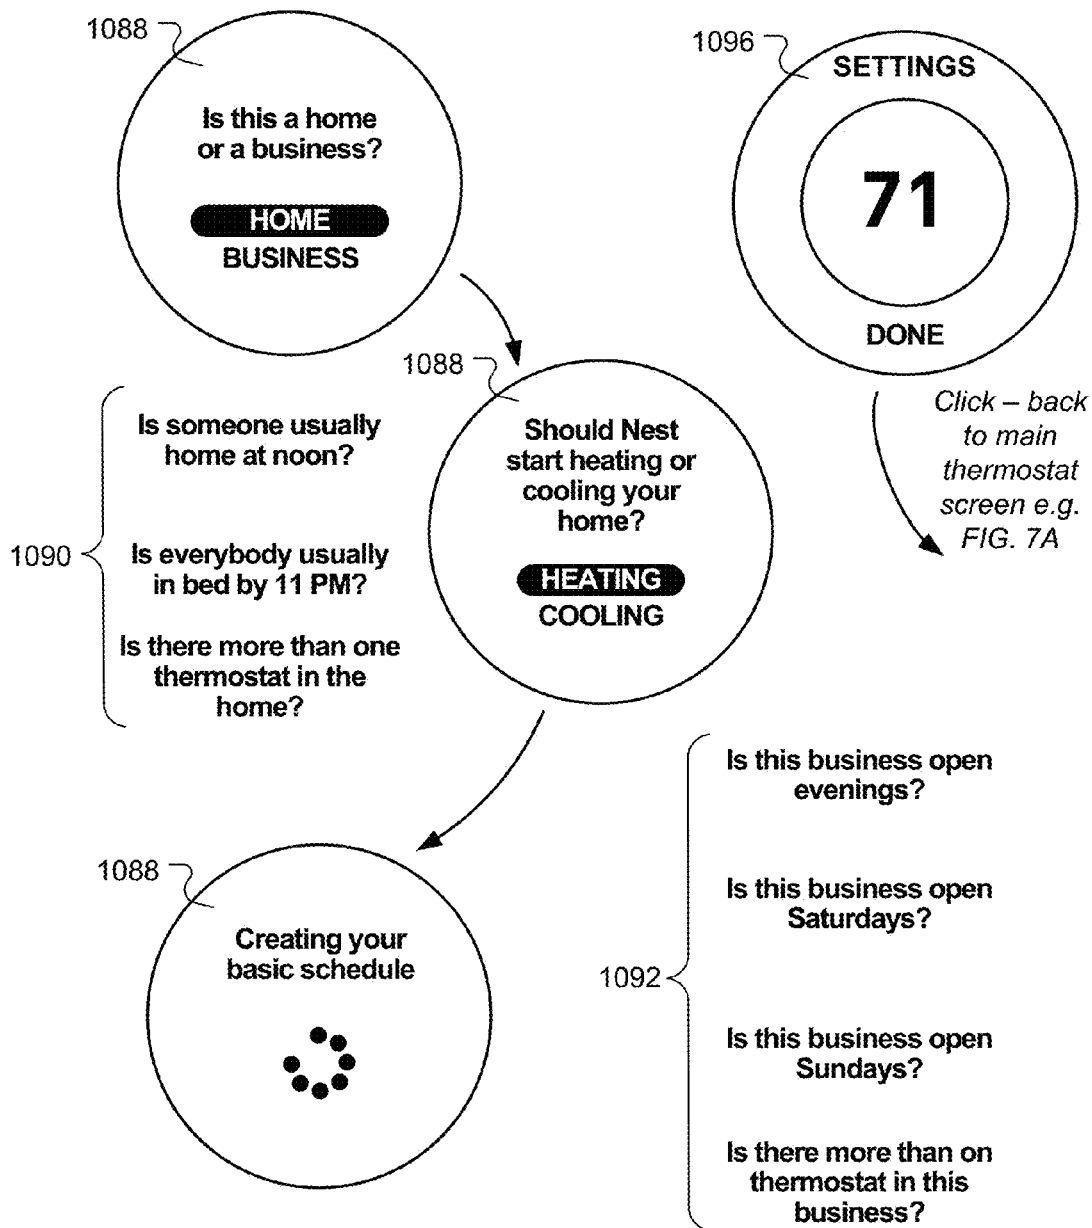 1088
Is this a home
or a business?
HOME
BUSINESS
1096
SETTINGS
71
DONE
Click – back
to main
thermostat
screen e.g.
FIG. 7A
1088
Should Nest
start heating or
cooling your
home?
HEATING
COOLING
1090
Is someone usually
home at noon?
Is everybody usually
in bed by 11 PM?
Is there more than one
thermostat in the
home?
1088
Creating your
basic schedule
1092
Is this business open
evenings?
Is this business open
Saturdays?
Is this business open
Sundays?
Is there more than on
thermostat in this
business?